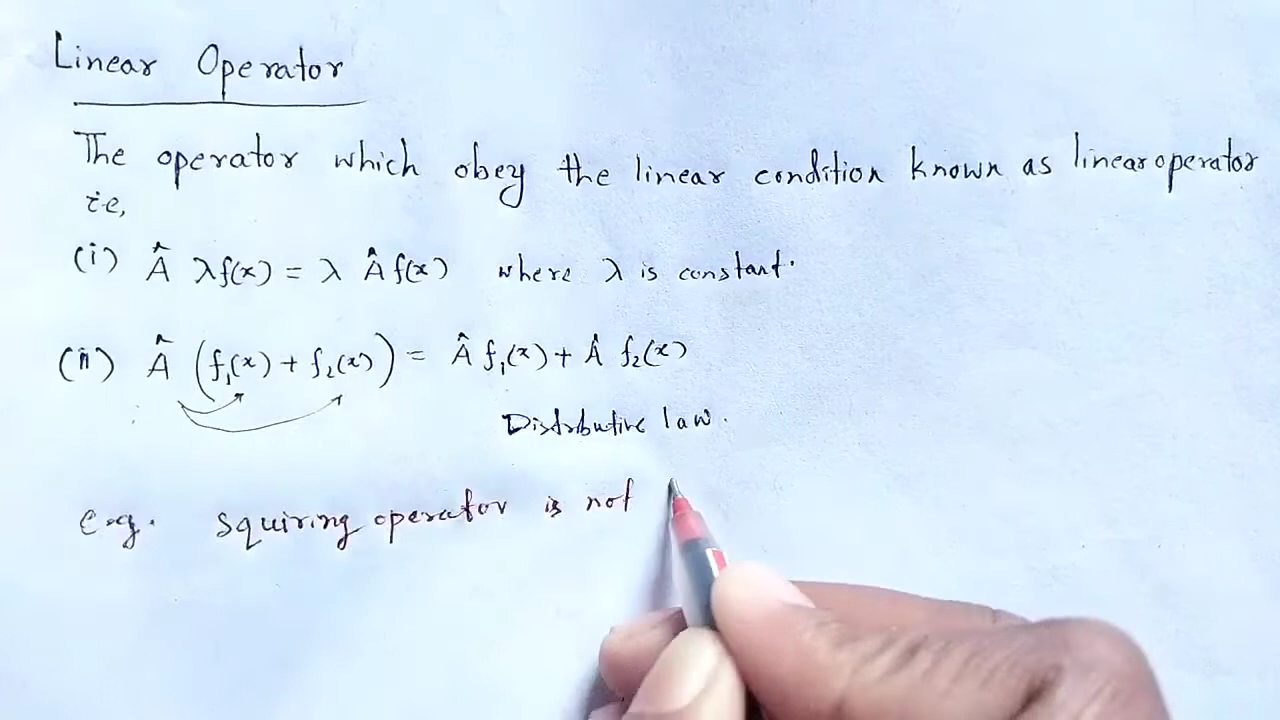 Linear Operator
The operator which obey the linear condition known as linear operator
ie,
(i) Â λf(x) = λ Â f(x) where λ is constant.
(ii) Â (f₁(x) + f₂(x)) = Â f₁(x) + Â f₂(x)
Distributive law.
e.g. squiring operator is not